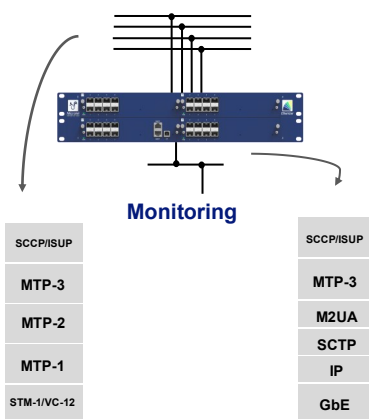 Monitoring
SCCP/ISUP
MTP-3
MTP-2
MTP-1
STM-1/VC-12
SCCP/ISUP
MTP-3
M2UA
SCTP
IP
GbE